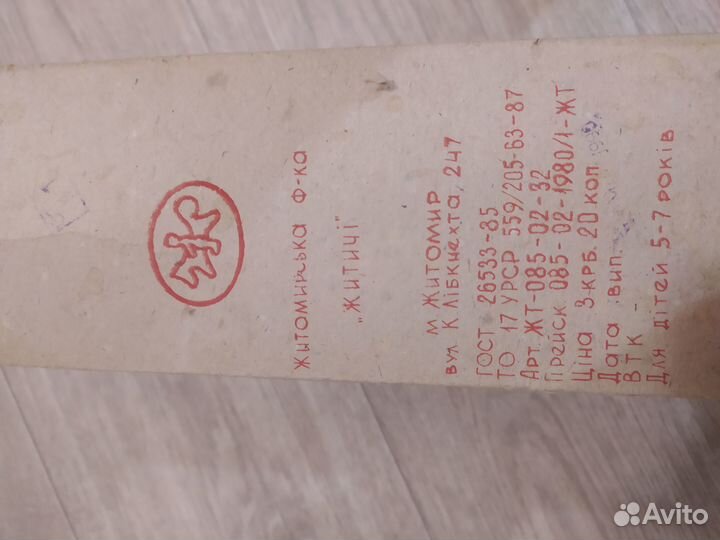 Житомирська ф-ка
"Житичі"
м Житомир
вул К Лібкнехта, 247
ГОСТ 26533-85
ТО 17 УРСР 559/205-63-87
Арт. ЖТ-085-02-32
Прейск 085-02-1980/1-ЖТ
Ціна 3-крб. 20 коп.
Дата вип.
ВТК -
Для дітей 5-7 років
Avito